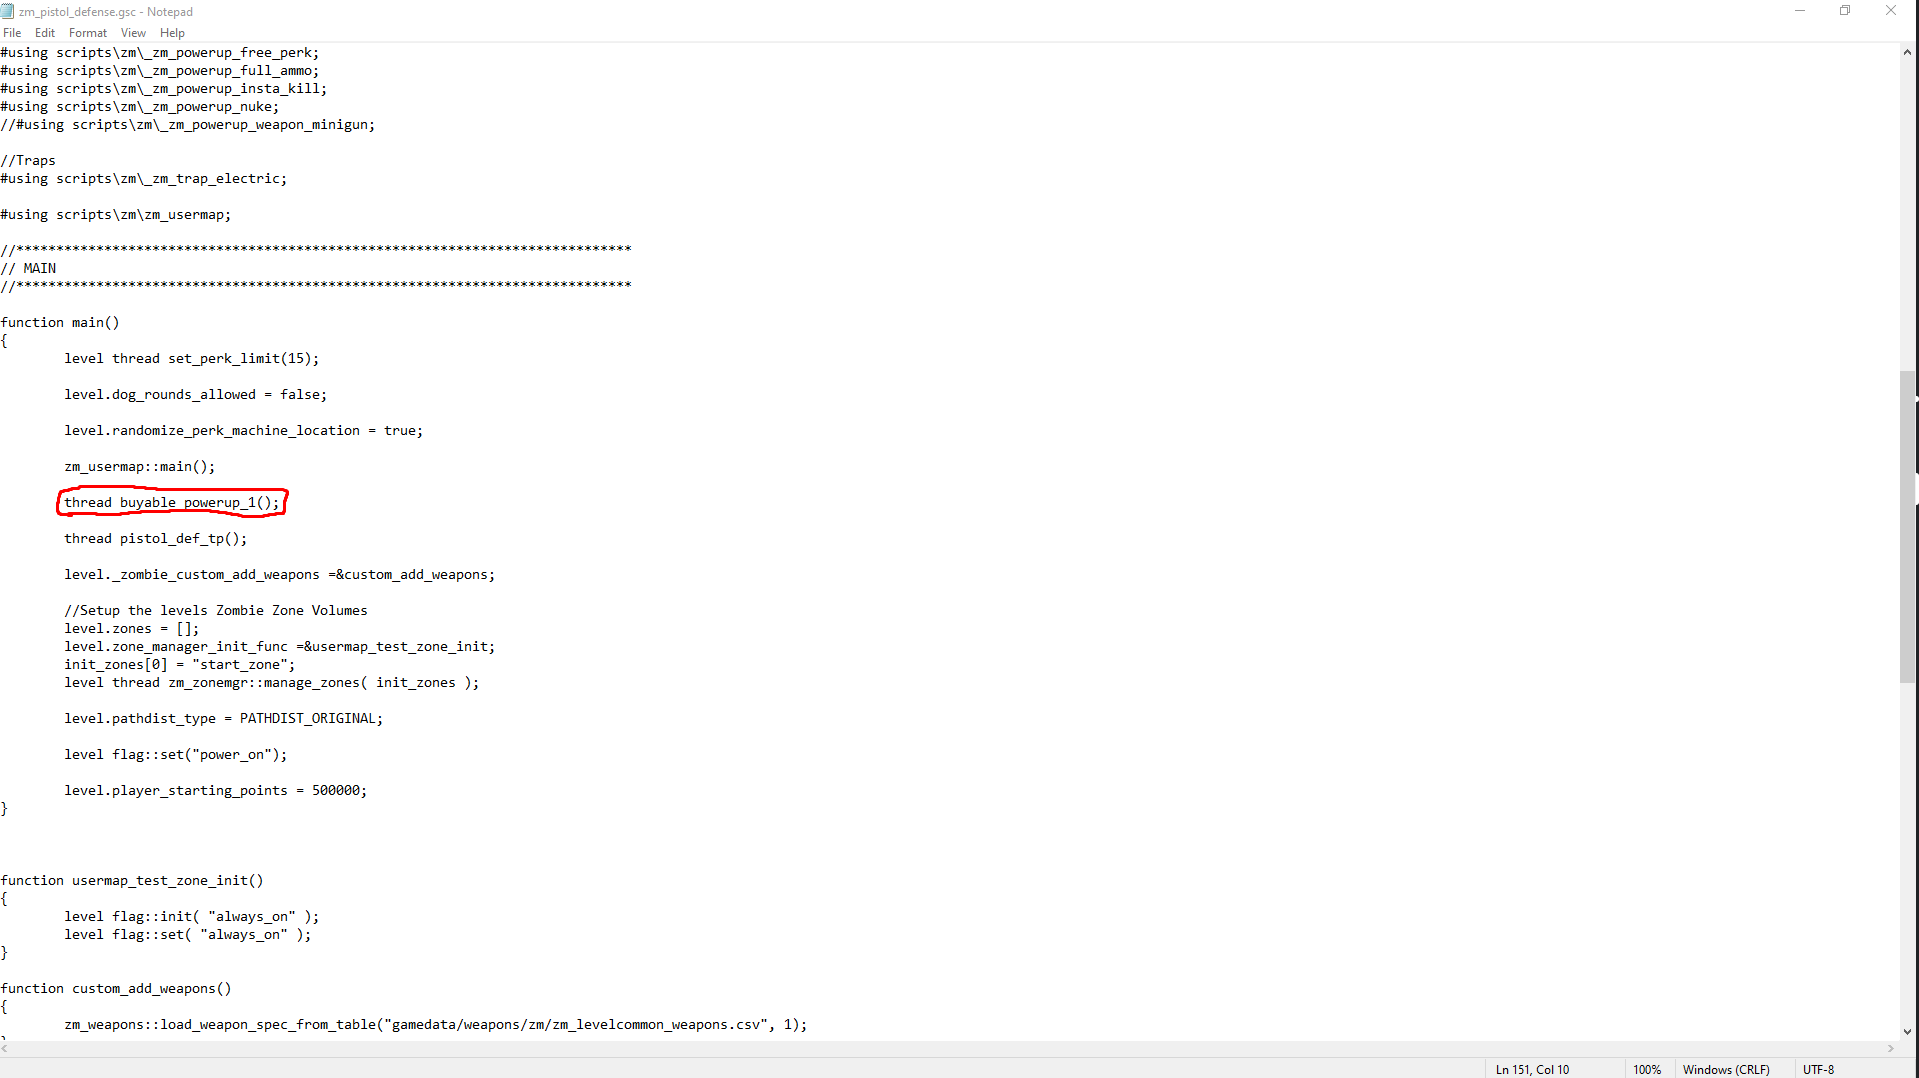 zm_pistol_defense.gsc - Notepad
File Edit Format View Help
#using scripts\zm\_zm_powerup_free_perk;
#using scripts\zm\_zm_powerup_full_ammo;
#using scripts\zm\_zm_powerup_insta_kill;
#using scripts\zm\_zm_powerup_nuke;
//#using scripts\zm\_zm_powerup_weapon_minigun;
//Traps
#using scripts\zm\_zm_trap_electric;
#using scripts\zm\zm_usermap;
//*****************************************************************************
// MAIN
//*****************************************************************************
function main()
{
level thread set_perk_limit(15);
level.dog_rounds_allowed = false;
level.randomize_perk_machine_location = true;
zm_usermap::main();
thread buyable_powerup_1();
thread pistol_def_tp();
level._zombie_custom_add_weapons =&custom_add_weapons;
//Setup the levels Zombie Zone Volumes
level.zones = [];
level.zone_manager_init_func =&usermap_test_zone_init;
init_zones[0] = "start_zone";
level thread zm_zonemgr::manage_zones( init_zones );
level.pathdist_type = PATHDIST_ORIGINAL;
level flag::set("power_on");
level.player_starting_points = 500000;
}
function usermap_test_zone_init()
{
level flag::init( "always_on" );
level flag::set( "always_on" );
}
function custom_add_weapons()
{
zm_weapons::load_weapon_spec_from_table("gamedata/weapons/zm/zm_levelcommon_weapons.csv", 1);
Ln 151, Col 10 100% Windows (CRLF) UTF-8